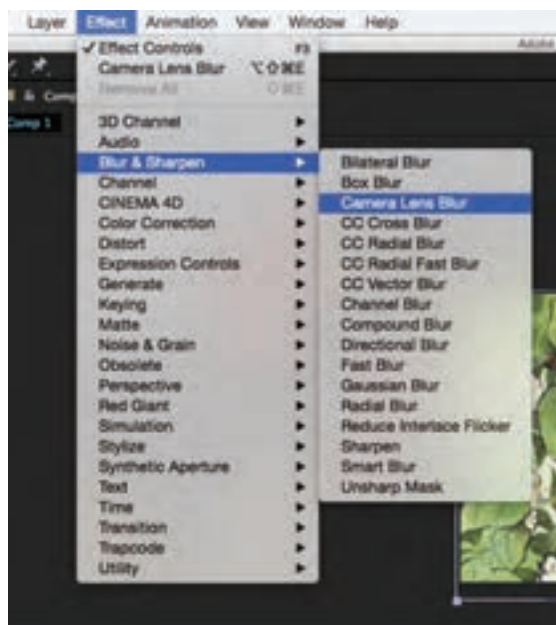 Layer Effect Animation View Window Help
Adobe
✓ Effect Controls F3
Camera Lens Blur ⌥⇧⌘E
Remove All ⇧⌘E
& Comp
Comp 1
3D Channel
Audio
Blur & Sharpen
Channel
CINEMA 4D
Color Correction
Distort
Expression Controls
Generate
Keying
Matte
Noise & Grain
Obsolete
Perspective
Red Giant
Simulation
Stylize
Synthetic Aperture
Text
Time
Transition
Trapcode
Utility
Bilateral Blur
Box Blur
Camera Lens Blur
CC Cross Blur
CC Radial Blur
CC Radial Fast Blur
CC Vector Blur
Channel Blur
Compound Blur
Directional Blur
Fast Blur
Gaussian Blur
Radial Blur
Reduce Interlace Flicker
Sharpen
Smart Blur
Unsharp Mask